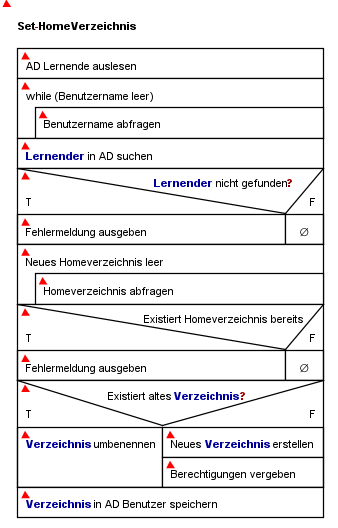 Set-HomeVerzeichnis
AD Lernende auslesen
while (Benutzername leer)
Benutzername abfragen
Lernender in AD suchen
Lernender nicht gefunden?
T F
Fehlermeldung ausgeben Ø
Neues Homeverzeichnis leer
Homeverzeichnis abfragen
Existiert Homeverzeichnis bereits
T F
Fehlermeldung ausgeben Ø
Existiert altes Verzeichnis?
T F
Verzeichnis umbenennen Neues Verzeichnis erstellen
Berechtigungen vergeben
Verzeichnis in AD Benutzer speichern